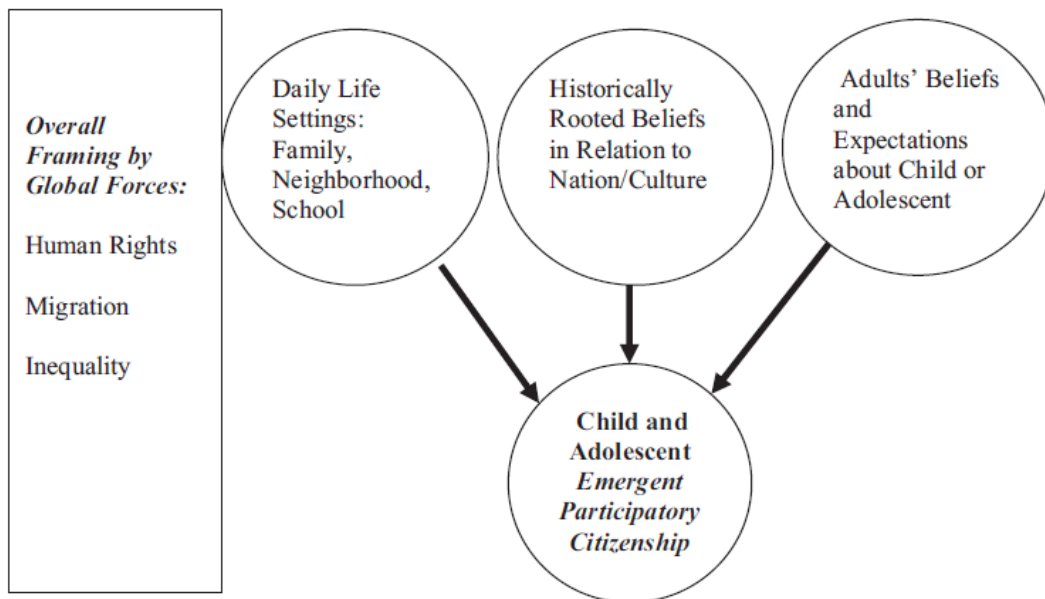 Overall
Framing by
Global Forces:
Human Rights
Migration
Inequality
Daily Life
Settings:
Family,
Neighborhood,
School
Historically
Rooted Beliefs
in Relation to
Nation/Culture
Adults’ Beliefs
and
Expectations
about Child or
Adolescent
Child and
Adolescent
Emergent
Participatory
Citizenship